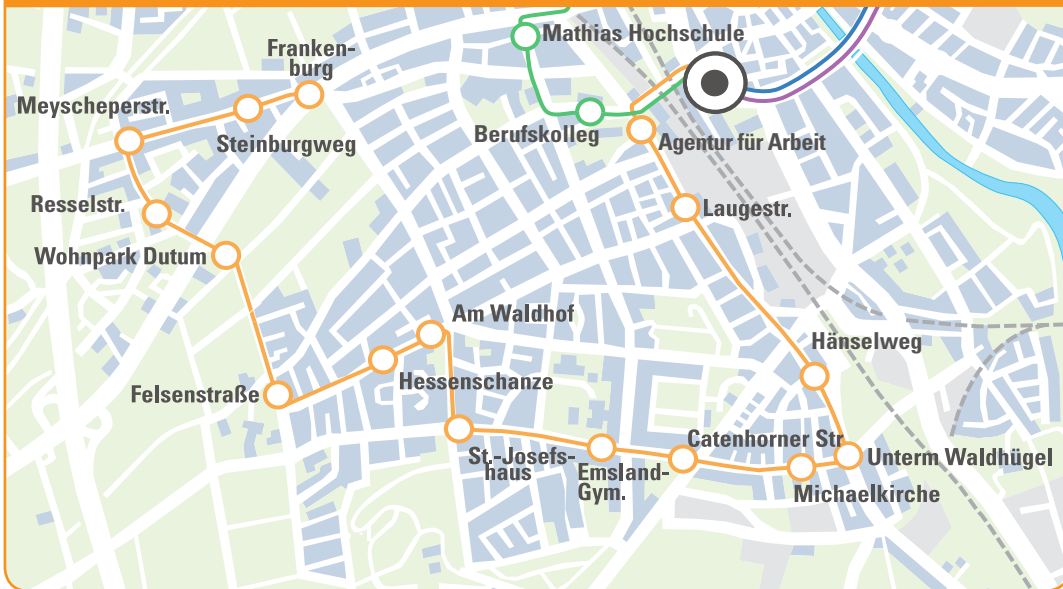 Mathias Hochschule
Franken-
burg
Meyscheperstr.
Steinburgweg
Berufskolleg
Agentur für Arbeit
Resselstr.
Laugestr.
Wohnpark Dutum
Am Waldhof
Hänselweg
Hessenschanze
Felsenstraße
Catenhorner Str
St.-Josefs-
haus
Emsland-
Gym.
Unterm Waldhügel
Michaelkirche